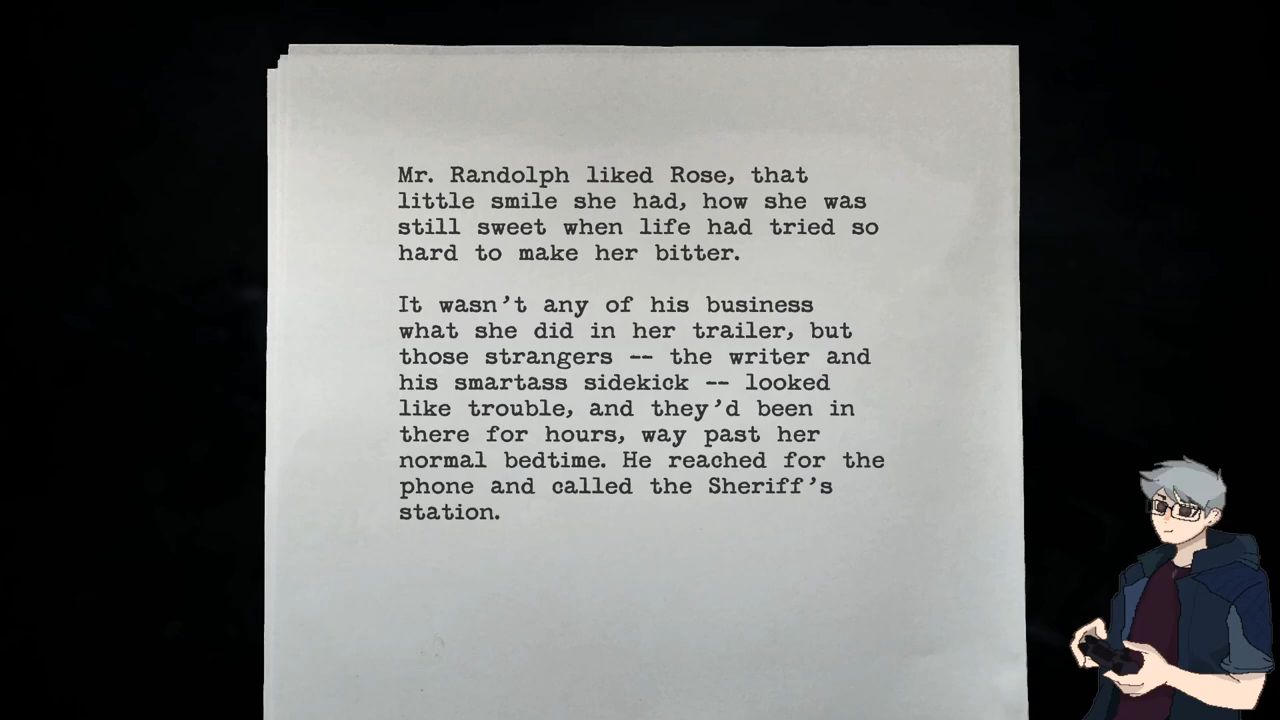 Mr. Randolph liked Rose, that
little smile she had, how she was
still sweet when life had tried so
hard to make her bitter.
It wasn't any of his business
what she did in her trailer, but
those strangers -- the writer and
his smartass sidekick -- looked
like trouble, and they'd been in
there for hours, way past her
normal bedtime. He reached for the
phone and called the Sheriff's
station.